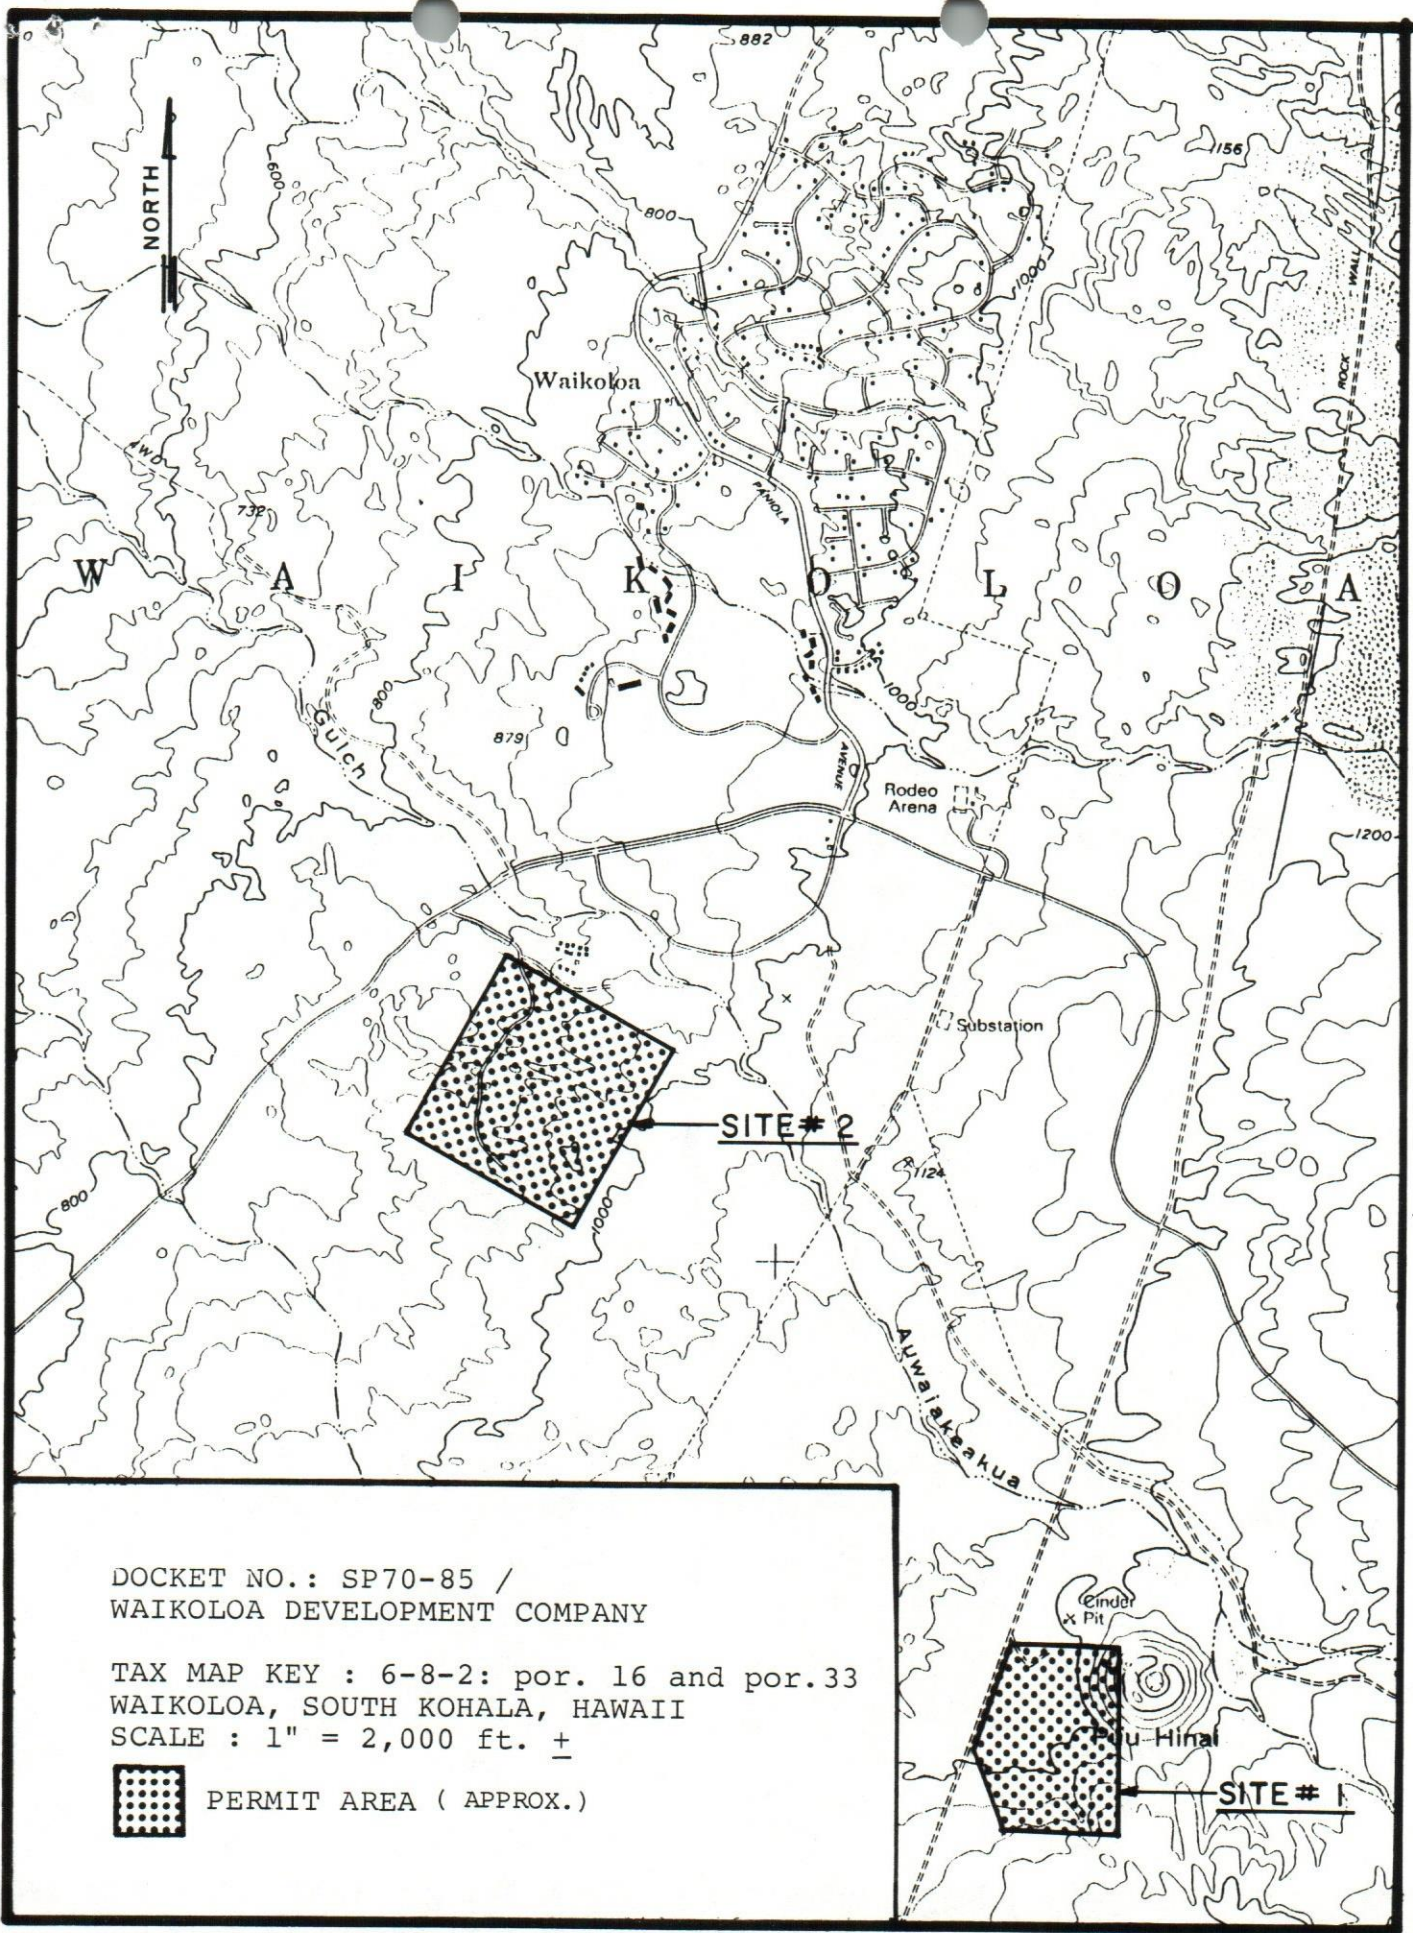 882
1156
NORTH
600
800
1000
WALL
ROCK
Waikoloa
4WD
PANIOLA
732
W A I K O L O A
800
1000
Gulch
879
AVENUE
Rodeo
Arena
1200
Substation
SITE # 2
1124
800
1000
Auwaiakeakua
DOCKET NO.: SP70-85 /
WAIKOLOA DEVELOPMENT COMPANY
TAX MAP KEY : 6-8-2: por. 16 and por.33
WAIKOLOA, SOUTH KOHALA, HAWAII
SCALE : 1" = 2,000 ft. ±
PERMIT AREA ( APPROX.)
Cinder
Pit
Puu Hinai
SITE # 1